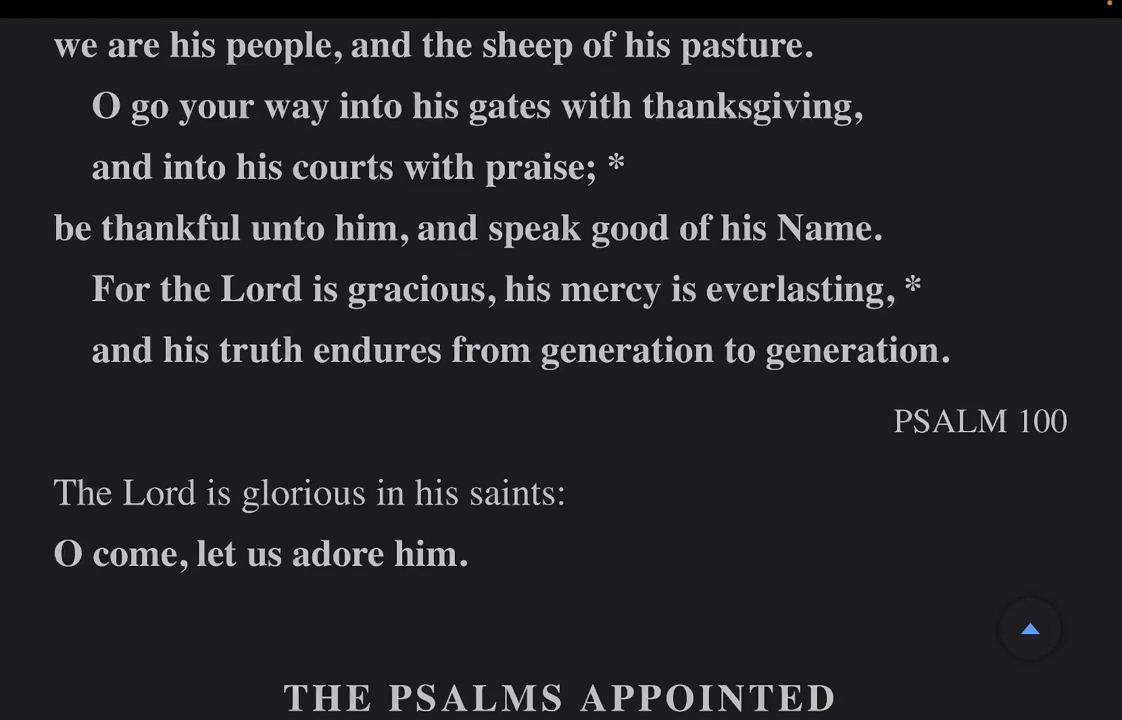 we are his people, and the sheep of his pasture.
O go your way into his gates with thanksgiving,
and into his courts with praise; *
be thankful unto him, and speak good of his Name.
For the Lord is gracious, his mercy is everlasting, *
and his truth endures from generation to generation.
PSALM 100
The Lord is glorious in his saints:
O come, let us adore him.
THE PSALMS APPOINTED